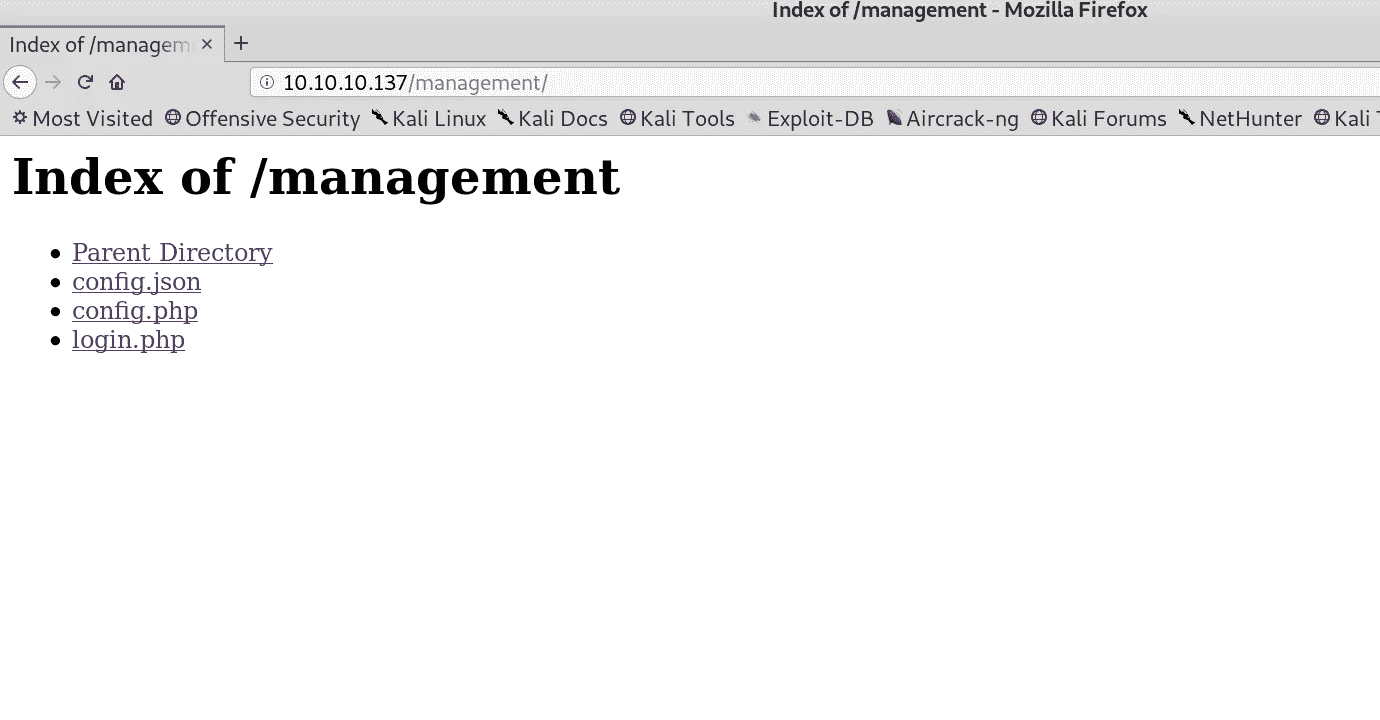 Index of /management - Mozilla Firefox
Index of /managem
10.10.10.137/management/
Most Visited Offensive Security Kali Linux Kali Docs Kali Tools Exploit-DB Aircrack-ng Kali Forums NetHunter Kali T
Index of /management
Parent Directory
config.json
config.php
login.php